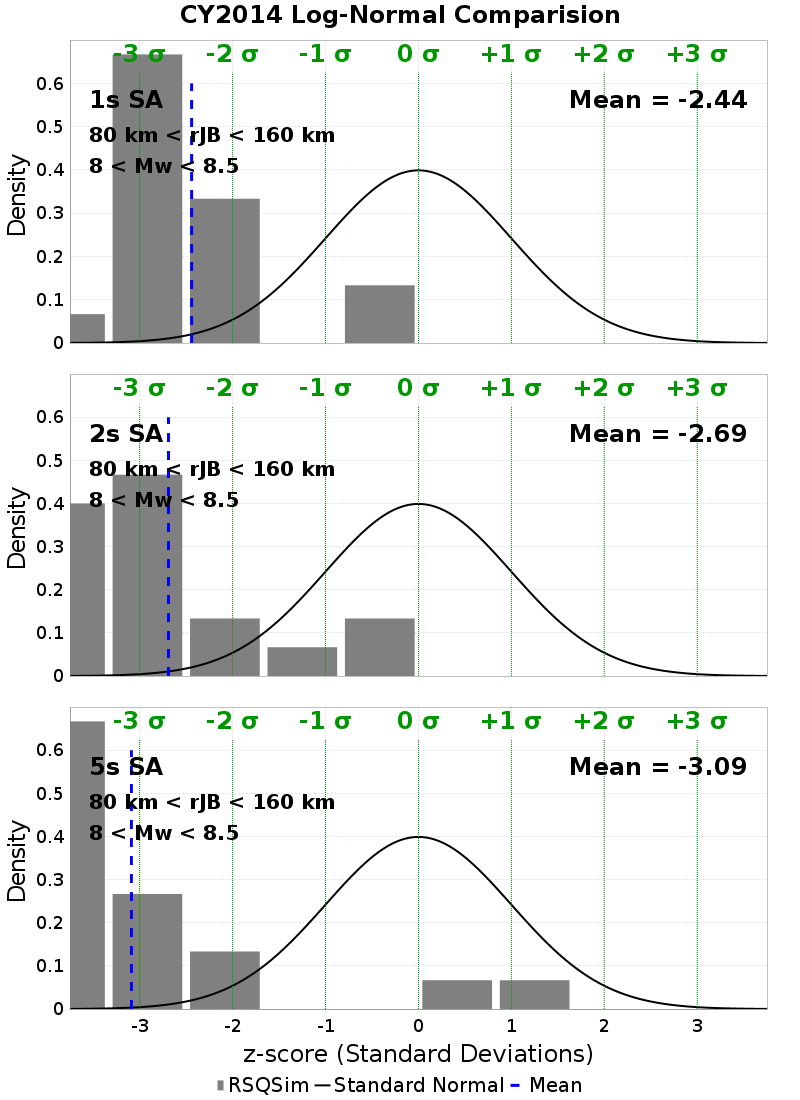 CY2014 Log-Normal Comparision
-3 σ -2 σ -1 σ 0 σ +1 σ +2 σ +3 σ
1s SA Mean = -2.44
80 km < rJB < 160 km
8 < Mw < 8.5
Density
0.6
0.5
0.4
0.3
0.2
0.1
0
-3 σ -2 σ -1 σ 0 σ +1 σ +2 σ +3 σ
2s SA Mean = -2.69
80 km < rJB < 160 km
8 < Mw < 8.5
Density
0.6
0.5
0.4
0.3
0.2
0.1
0
-3 σ -2 σ -1 σ 0 σ +1 σ +2 σ +3 σ
5s SA Mean = -3.09
80 km < rJB < 160 km
8 < Mw < 8.5
Density
0.6
0.5
0.4
0.3
0.2
0.1
0
-3 -2 -1 0 1 2 3
z-score (Standard Deviations)
RSQSim Standard Normal Mean